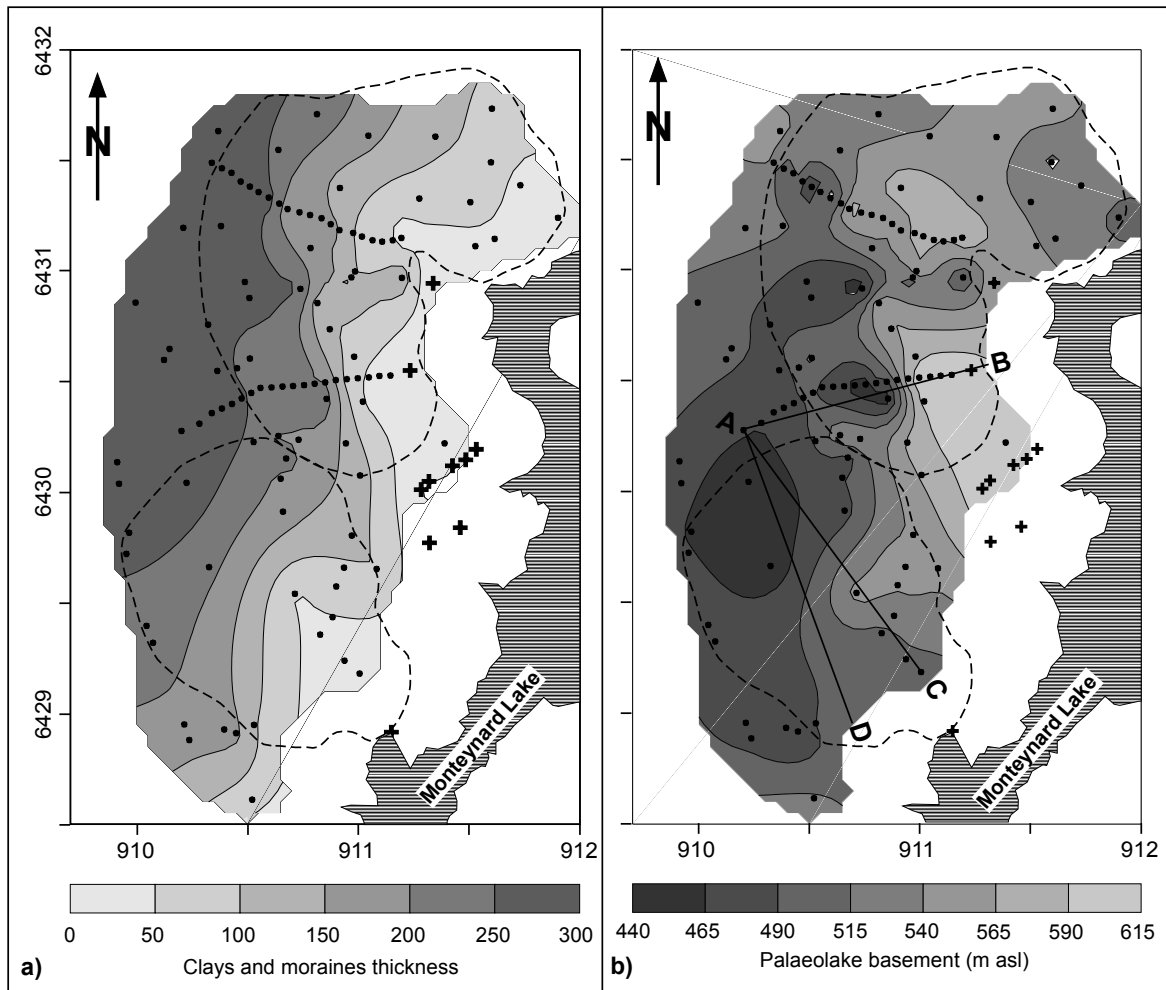 6432
6431
6430
6429
N
910 911 912
Monteynard Lake
0 50 100 150 200 250 300
Clays and moraines thickness
a)
N
A
B
C
D
910 911 912
Monteynard Lake
440 465 490 515 540 565 590 615
Palaeolake basement (m asl)
b)